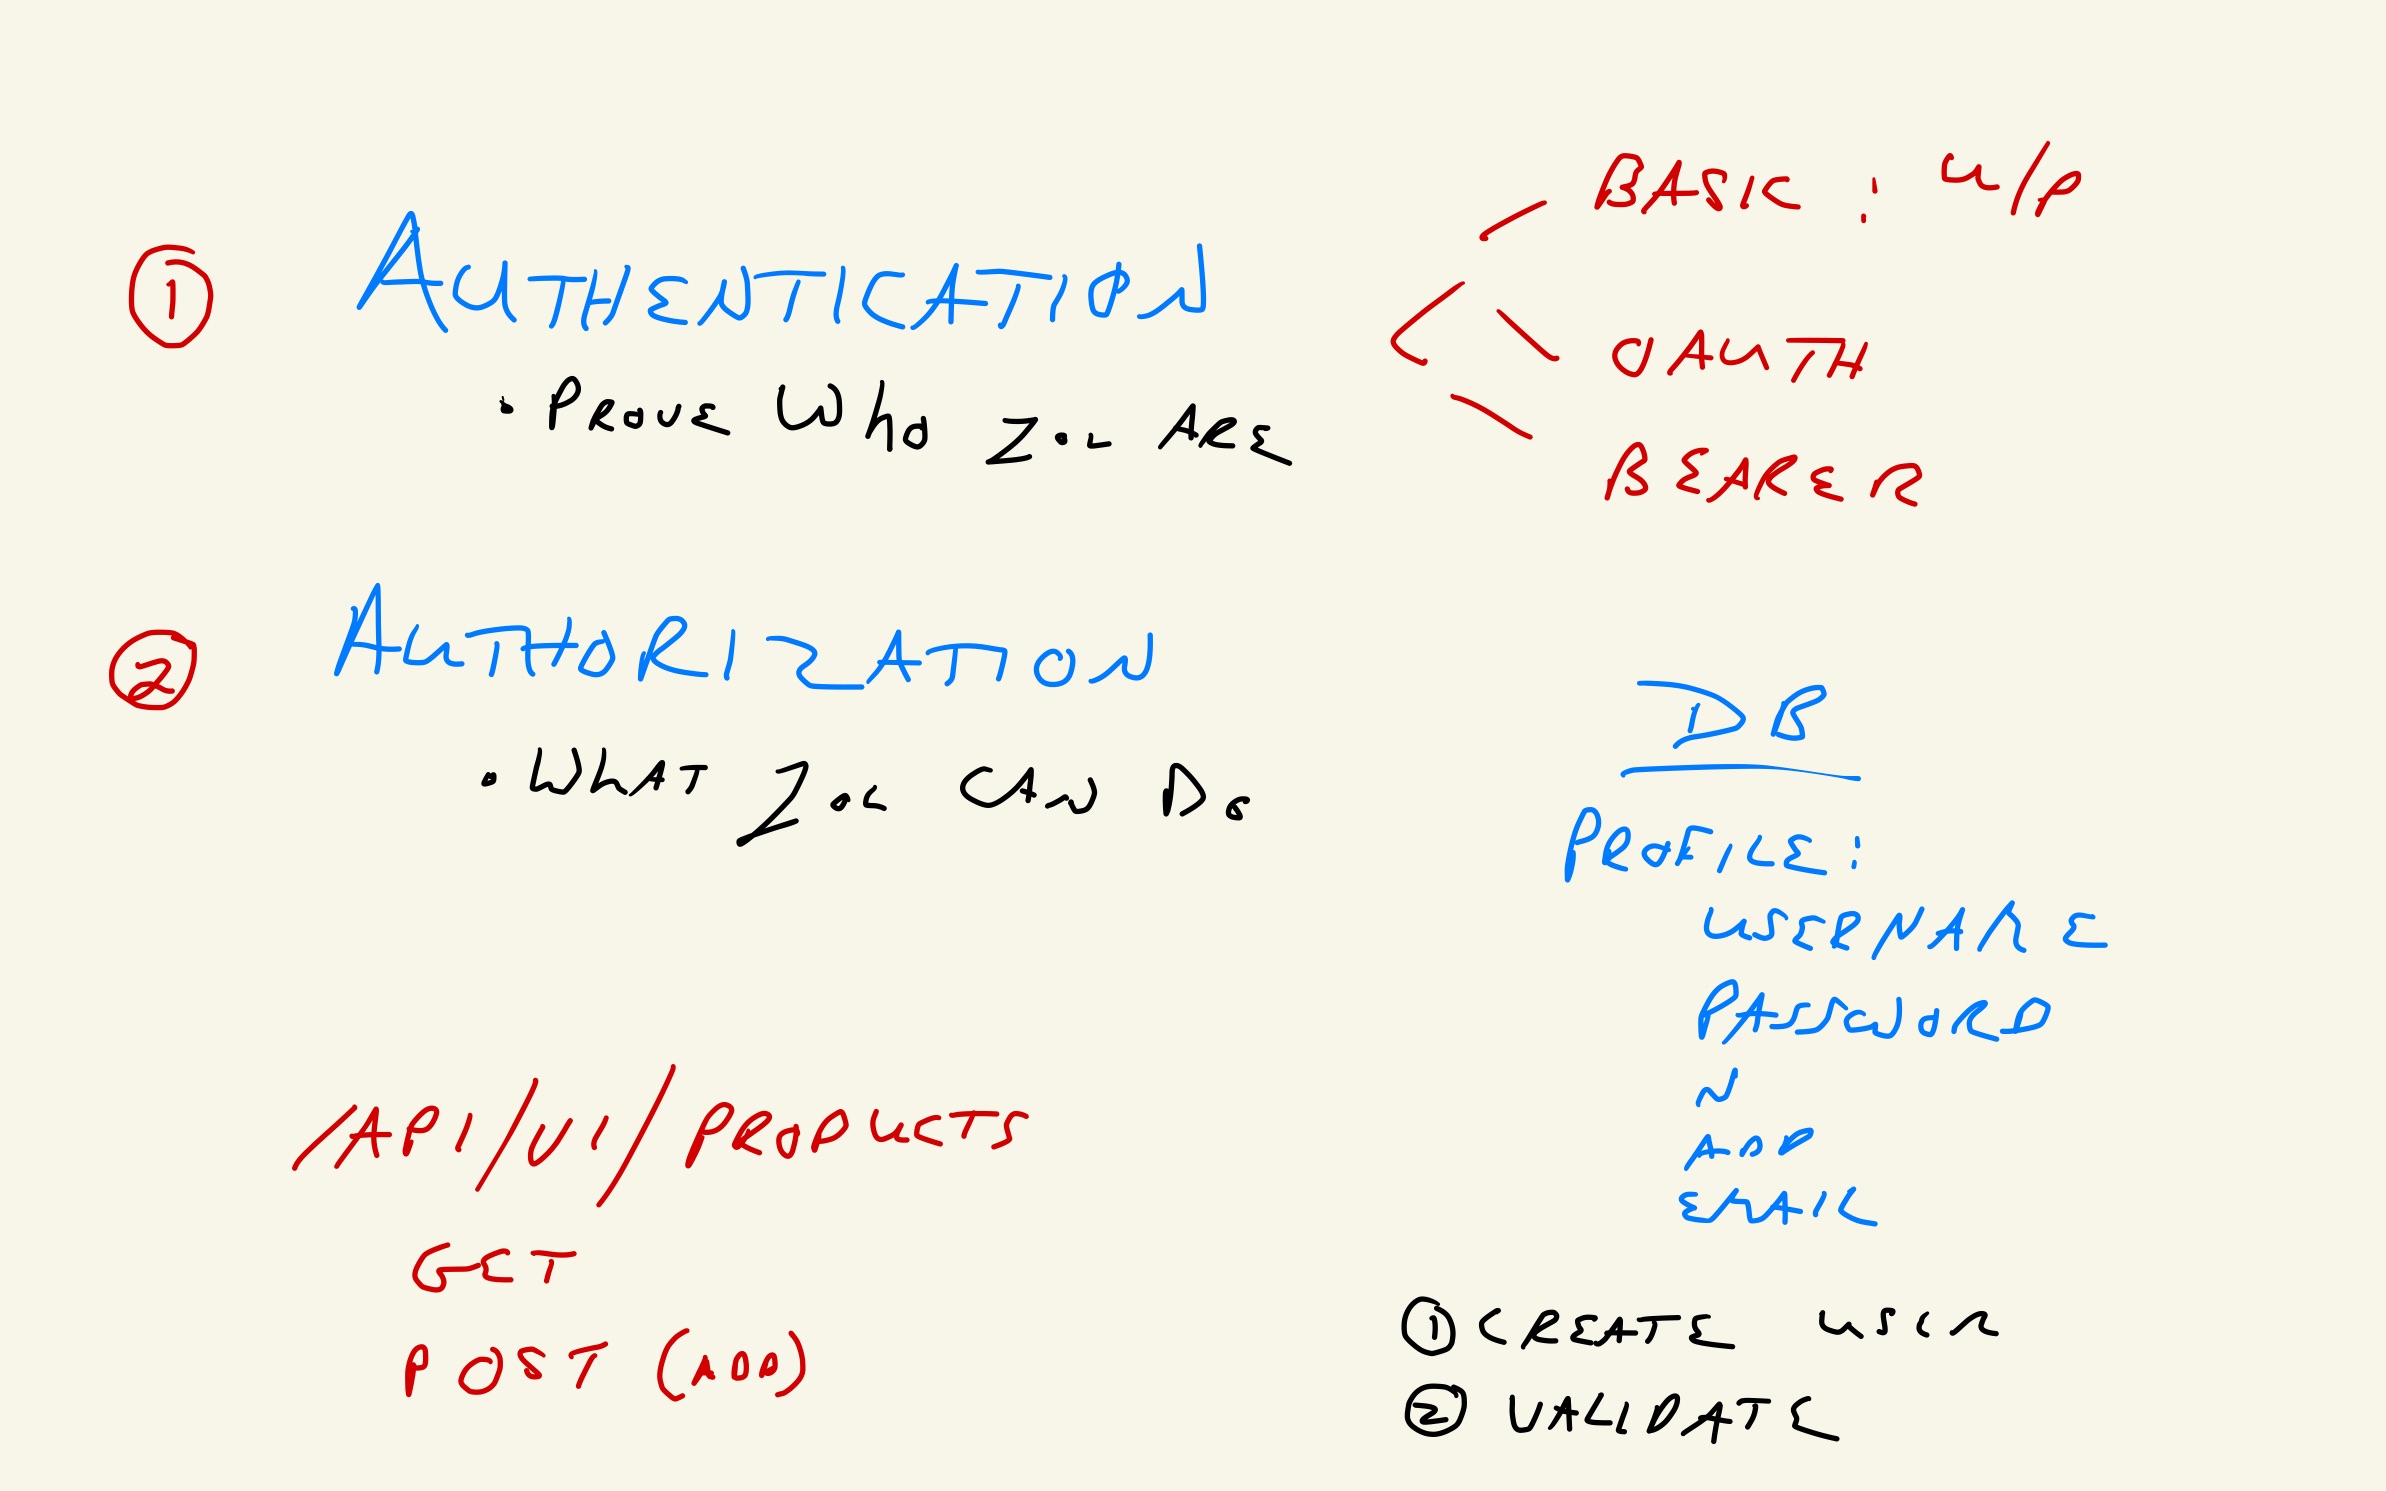 ① AUTHENTICATION
• PROVE WHO YOU ARE
BASIC : U/P
OAUTH
BEARER
② AUTHORIZATION
• WHAT YOU CAN DO
/API/V1/PRODUCTS
GET
POST (ADD)
DB
PROFILE:
USERNAME
PASSWORD
N
ADD
EMAIL
① CREATE USER
② VALIDATE